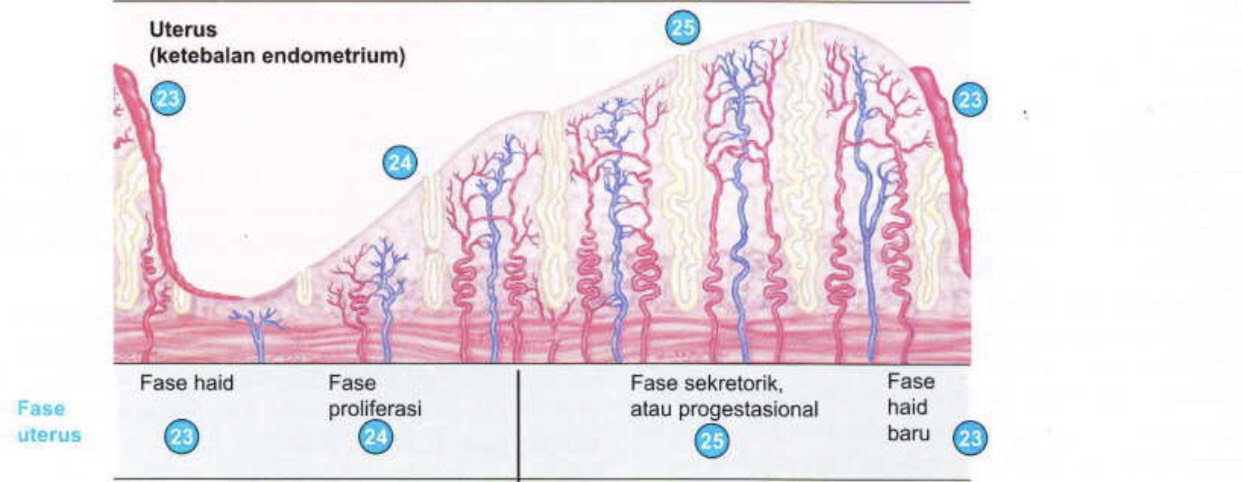 Uterus
(ketebalan endometrium)
25
23
23
24
Fase haid
Fase
proliferasi
Fase sekretorik,
atau progestasional
Fase
haid
baru
Fase
uterus
23
24
25
23